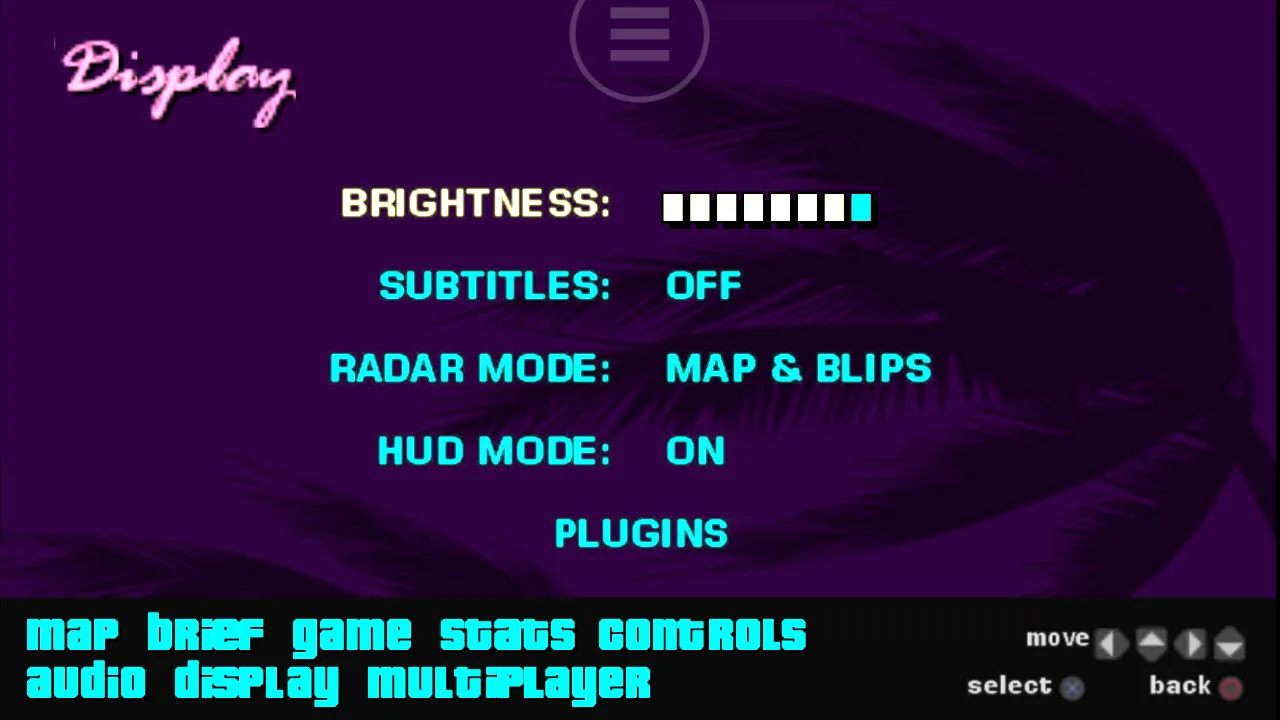 Display
BRIGHTNESS:
SUBTITLES: OFF
RADAR MODE: MAP & BLIPS
HUD MODE: ON
PLUGINS
map brief game stats controls
audio display multiplayer
move
select back